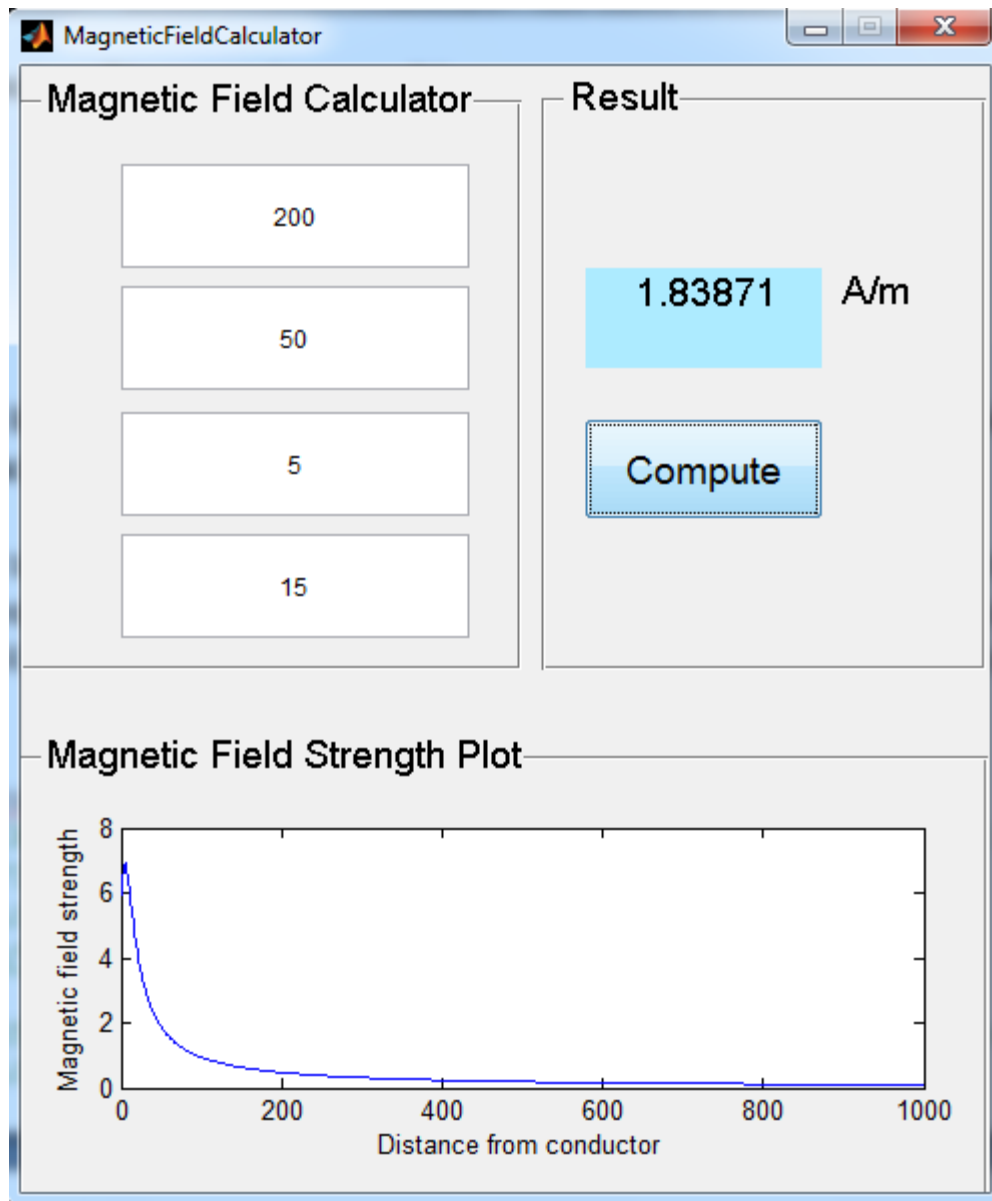 MagneticFieldCalculator
Magnetic Field Calculator
200
50
5
15
Result
1.83871 A/m
Compute
Magnetic Field Strength Plot
Magnetic field strength
8
6
4
2
0
0 200 400 600 800 1000
Distance from conductor